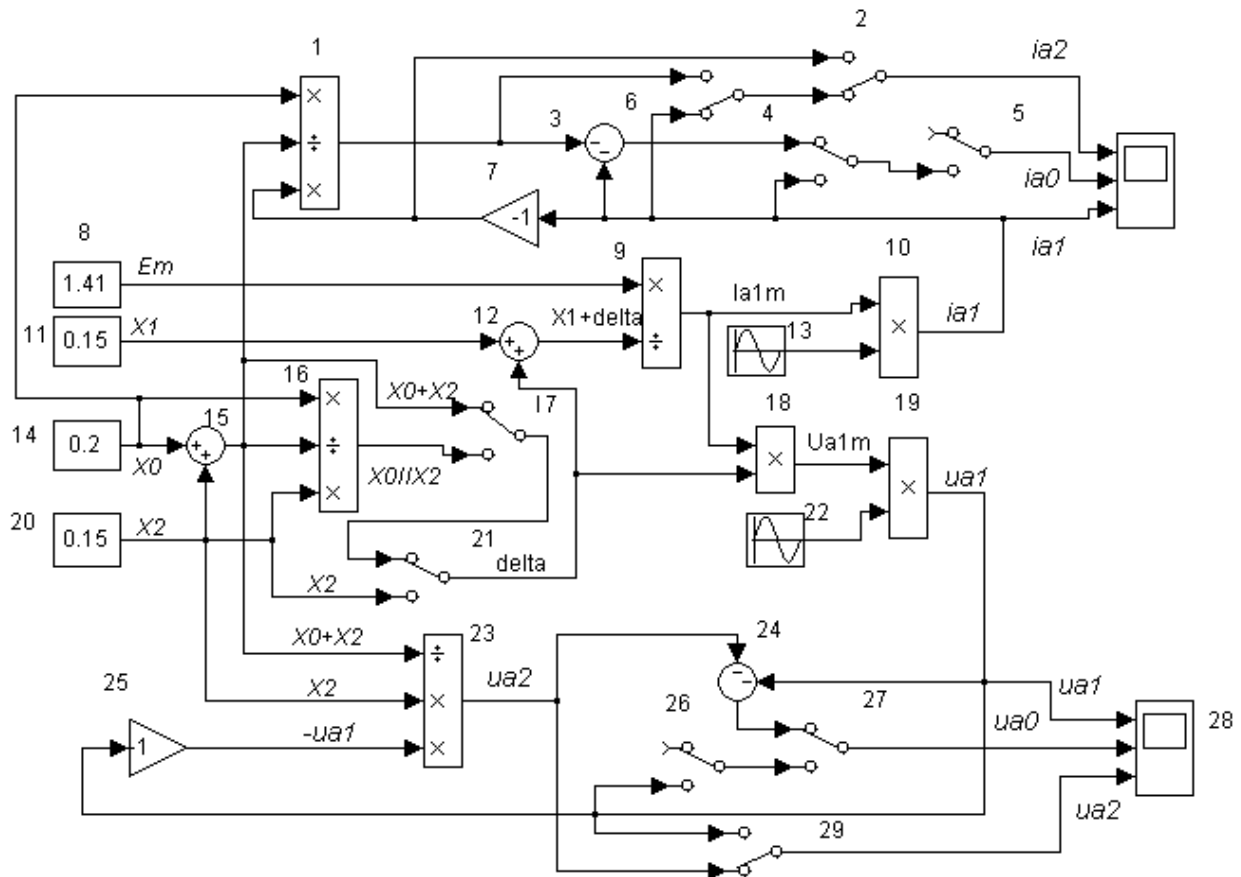 2
1
ia2
×
6
3
4
5
÷
7
ia0
×
-1
8
ia1
9
10
1.41
Em
×
Ia1m
X1+delta
12
13
ia1
11
0.15
X1
+
+
÷
×
16
X0+X2
17
×
18
19
14
0.2
15
+
+
÷
Ua1m
X0
X0//X2
×
×
ua1
×
20
X2
22
0.15
21
delta
X2
X0+X2
23
24
÷
-
-
25
X2
×
ua2
26
27
ua1
ua0
28
1
-ua1
×
29
ua2